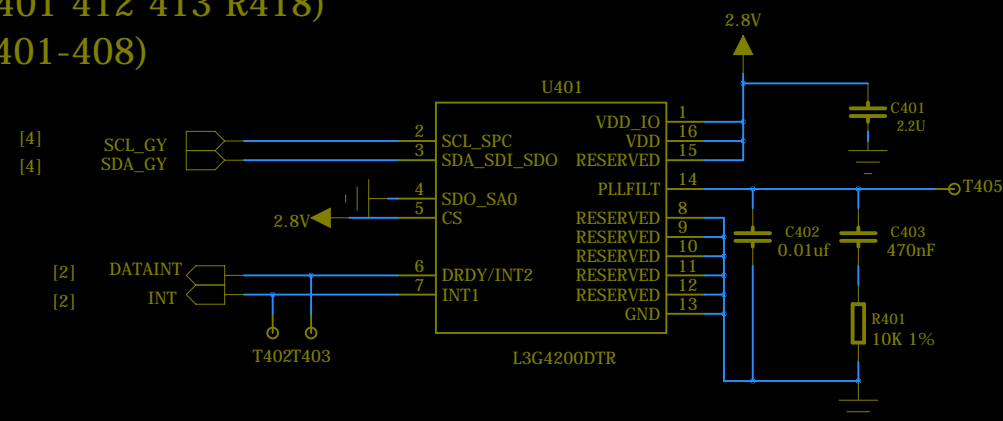 401 412 413 R418)
401-408)
2.8V
U401
C401
2.2U
[4] SCL_GY 2 SCL_SPC
[4] SDA_GY 3 SDA_SDI_SDO
4 SDO_SA0
2.8V 5 CS
[2] DATAINT 6 DRDY/INT2
[2] INT 7 INT1
T402 T403
VDD_IO 1
VDD 16
RESERVED 15
PLLFILT 14 T405
RESERVED 8
RESERVED 9
RESERVED 10
RESERVED 11
RESERVED 12
GND 13
C402
0.01uf
C403
470nF
R401
10K 1%
L3G4200DTR